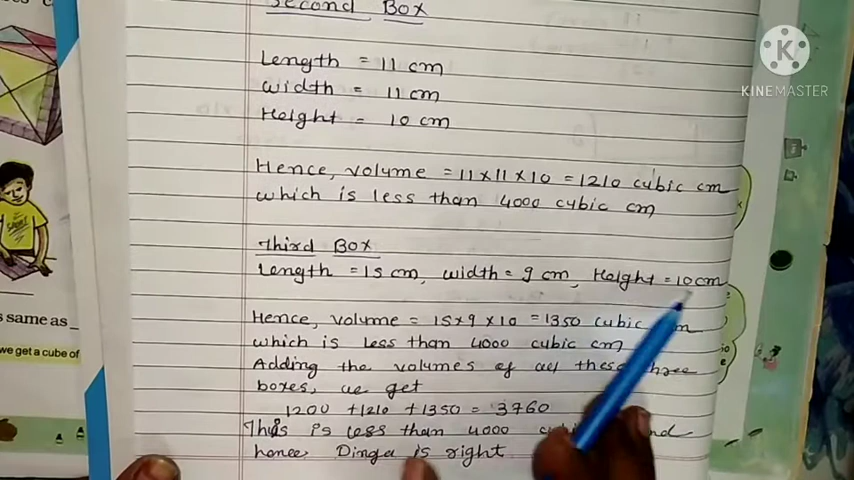 Second Box
Length = 11 cm
width = 11 cm
Height = 10 cm
Hence, volume = 11×11×10 = 1210 cubic cm
which is less than 4000 cubic cm
Third Box
Length = 15 cm, width = 9 cm, Height = 10 cm
Hence, volume = 15×9×10 = 1350 cubic cm
which is less than 4000 cubic cm
Adding the volumes of all these three
boxes, we get
1200 +1210 +1350 = 3760
This is less than 4000
hence Dinga is right
s same as
we get a cube of
KINEMASTER